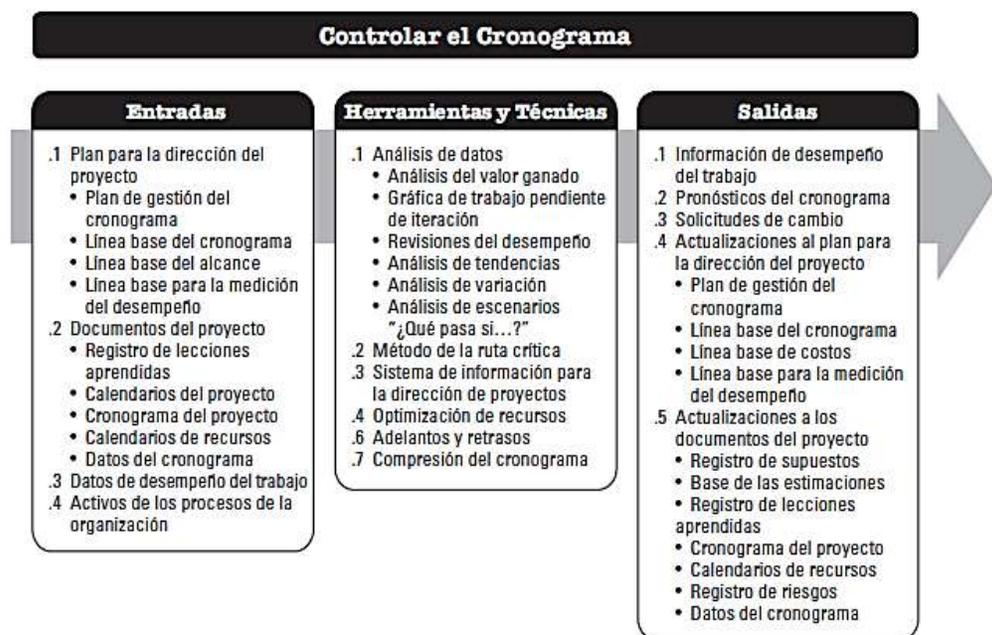 Controlar el Cronograma
Entradas
.1 Plan para la dirección del
proyecto
• Plan de gestión del
cronograma
• Línea base del cronograma
• Línea base del alcance
• Línea base para la medición
del desempeño
.2 Documentos del proyecto
• Registro de lecciones
aprendidas
• Calendarios del proyecto
• Cronograma del proyecto
• Calendarios de recursos
• Datos del cronograma
.3 Datos de desempeño del trabajo
.4 Activos de los procesos de la
organización
Herramientas y Técnicas
.1 Análisis de datos
• Análisis del valor ganado
• Gráfica de trabajo pendiente
de iteración
• Revisiones del desempeño
• Análisis de tendencias
• Análisis de variación
• Análisis de escenarios
"¿Qué pasa si...?"
.2 Método de la ruta crítica
.3 Sistema de información para
la dirección de proyectos
.4 Optimización de recursos
.6 Adelantos y retrasos
.7 Compresión del cronograma
Salidas
.1 Información de desempeño
del trabajo
.2 Pronósticos del cronograma
.3 Solicitudes de cambio
.4 Actualizaciones al plan para
la dirección del proyecto
• Plan de gestión del
cronograma
• Línea base del cronograma
• Línea base de costos
• Línea base para la medición
del desempeño
.5 Actualizaciones a los
documentos del proyecto
• Registro de supuestos
• Base de las estimaciones
• Registro de lecciones
aprendidas
• Cronograma del proyecto
• Calendarios de recursos
• Registro de riesgos
• Datos del cronograma